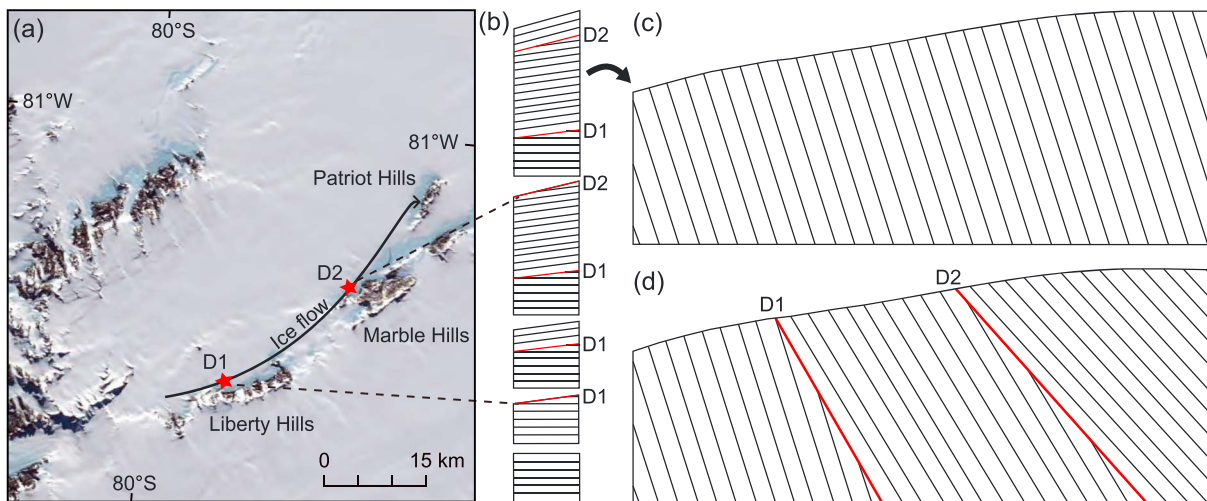 (a)
80°S
81°W
81°W
Patriot Hills
D2
Ice flow
Marble Hills
D1
Liberty Hills
0 15 km
80°S
(b)
D2
D1
D2
D1
D1
D1
(c)
(d)
D1
D2